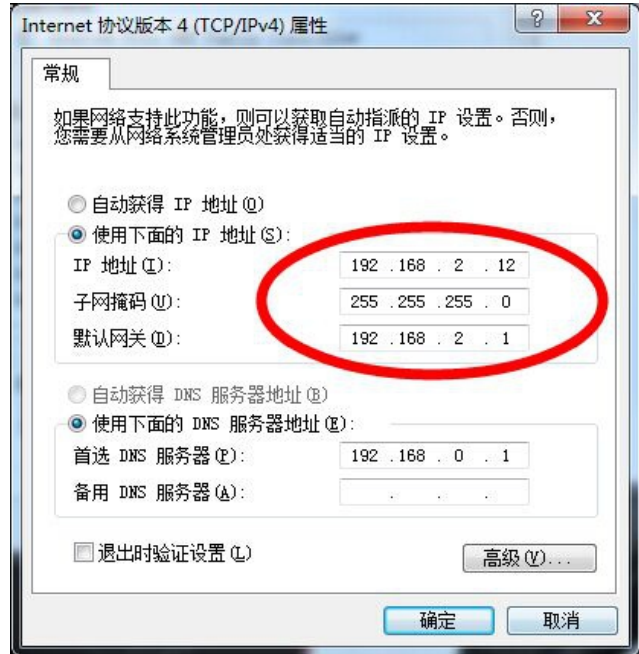 Internet 协议版本 4 (TCP/IPv4) 属性
常规
如果网络支持此功能，则可以获取自动指派的 IP 设置。否则，
您需要从网络系统管理员处获得适当的 IP 设置。
自动获得 IP 地址(O)
使用下面的 IP 地址(S):
IP 地址(I): 192 .168 . 2 . 12
子网掩码(U): 255 .255 .255 . 0
默认网关(D): 192 .168 . 2 . 1
自动获得 DNS 服务器地址(B)
使用下面的 DNS 服务器地址(E):
首选 DNS 服务器(P): 192 .168 . 0 . 1
备用 DNS 服务器(A): . . .
退出时验证设置(L)
高级(V)...
确定 取消